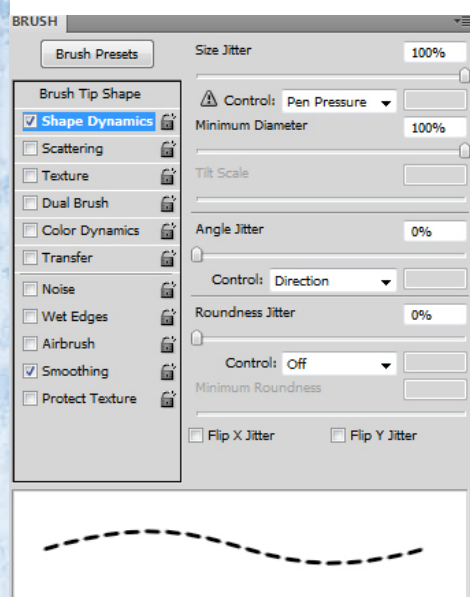 BRUSH
Brush Presets
Brush Tip Shape
Shape Dynamics
Scattering
Texture
Dual Brush
Color Dynamics
Transfer
Noise
Wet Edges
Airbrush
Smoothing
Protect Texture
Size Jitter 100%
Control: Pen Pressure
Minimum Diameter 100%
Tilt Scale
Angle Jitter 0%
Control: Direction
Roundness Jitter 0%
Control: Off
Minimum Roundness
Flip X Jitter Flip Y Jitter